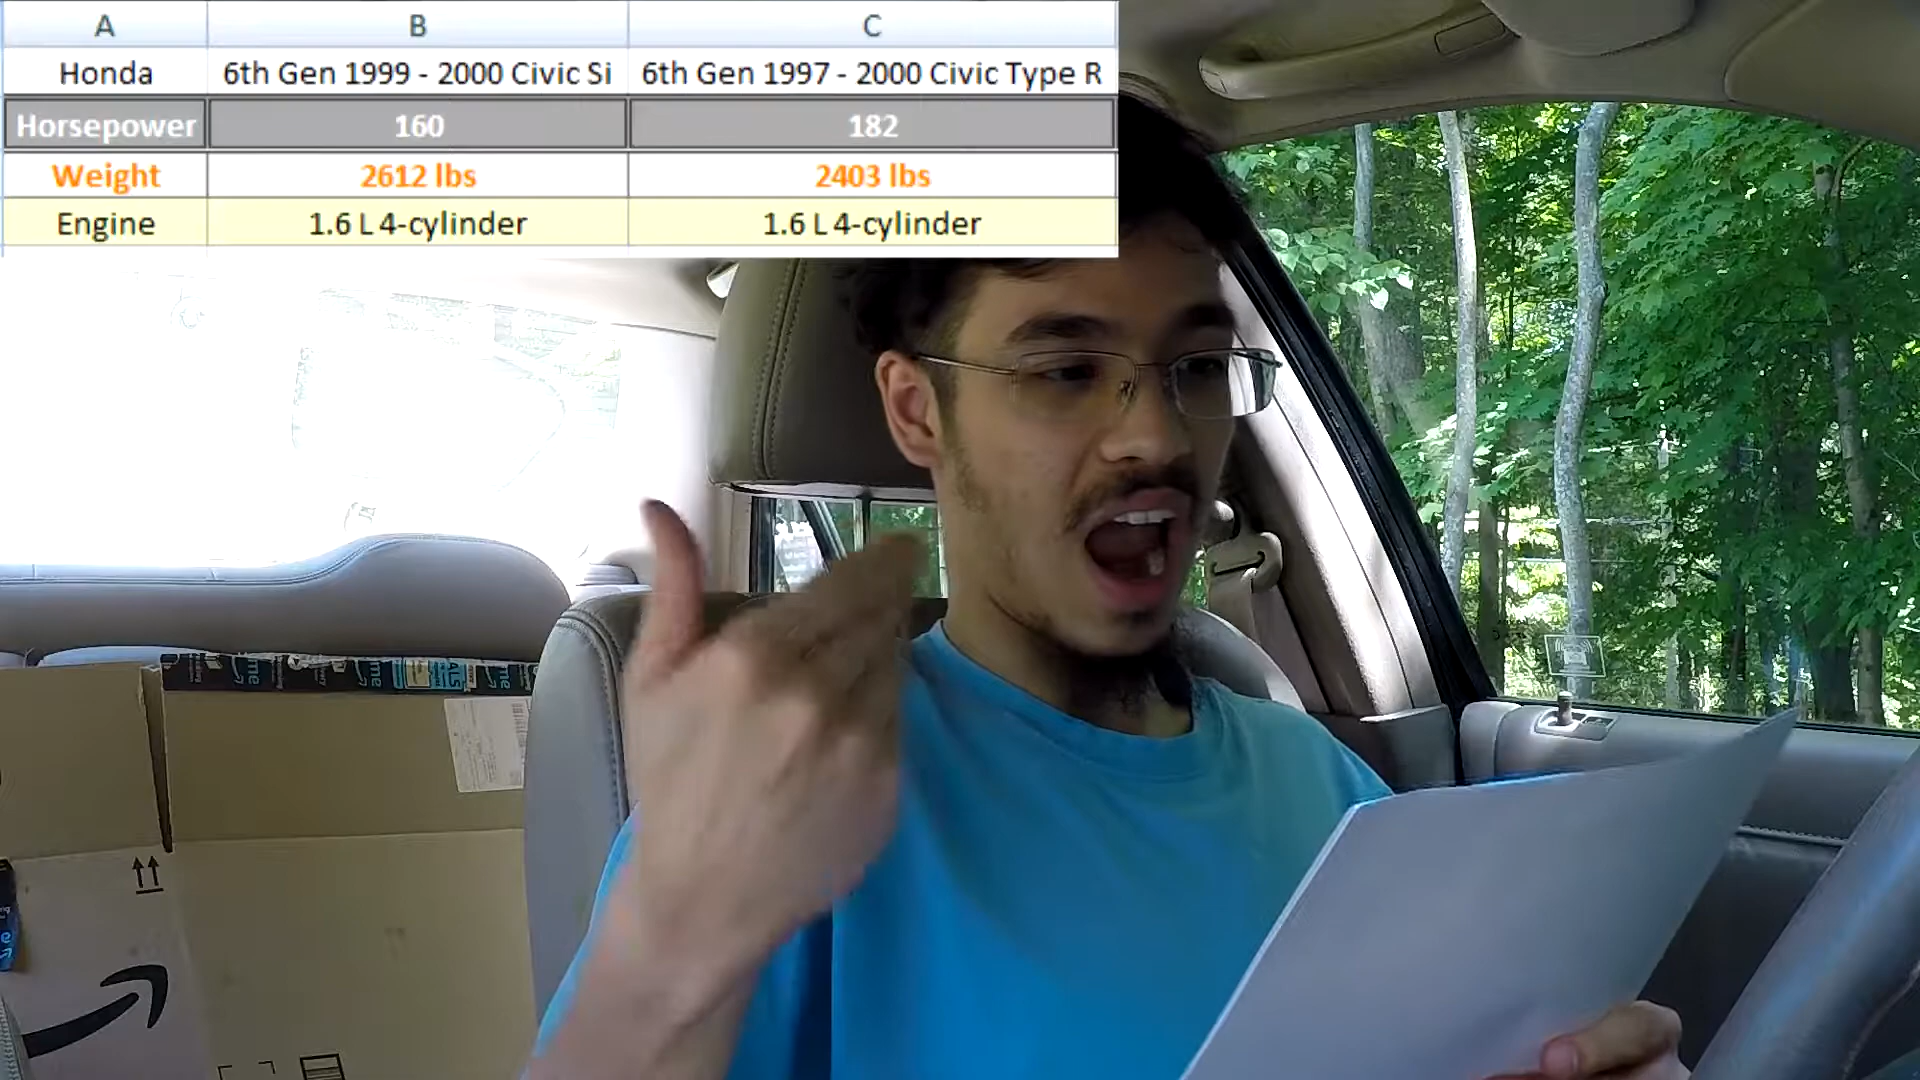 A B C
Honda 6th Gen 1999 - 2000 Civic Si 6th Gen 1997 - 2000 Civic Type R
Horsepower 160 182
Weight 2612 lbs 2403 lbs
Engine 1.6 L 4-cylinder 1.6 L 4-cylinder